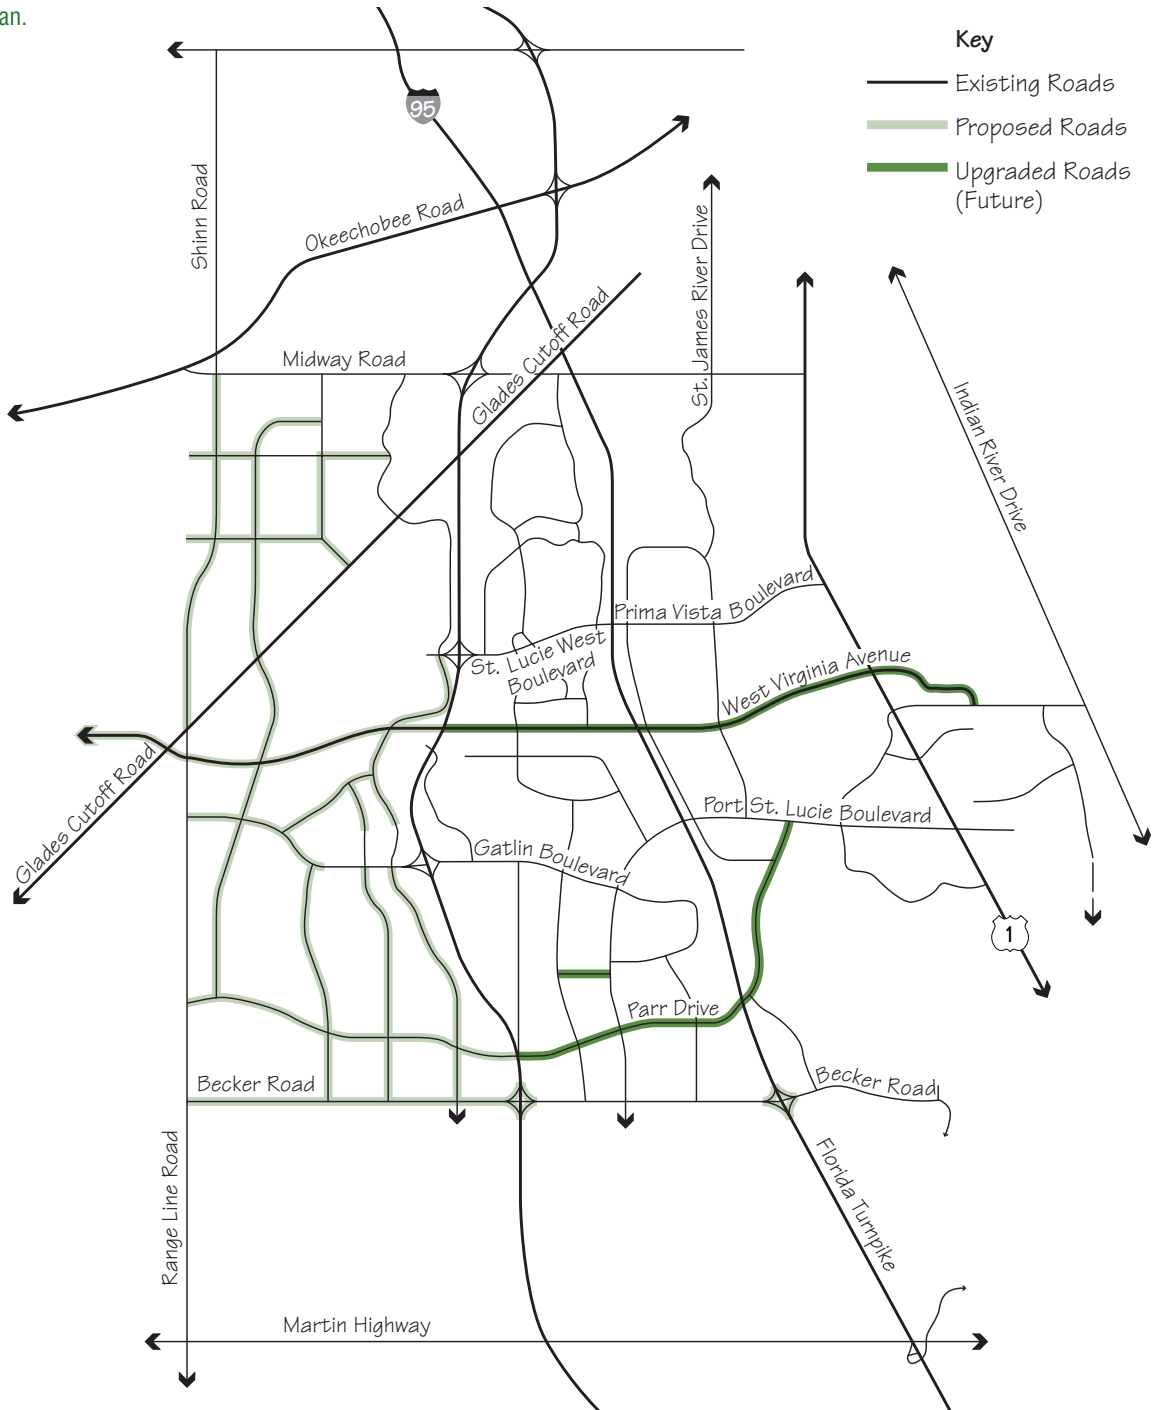 an.
Key
Existing Roads
Proposed Roads
Upgraded Roads
(Future)
95
Shinn Road
Okeechobee Road
St. James River Drive
Glades Cutoff Road
Midway Road
Indian River Drive
Prima Vista Boulevard
St. Lucie West
Boulevard
West Virginia Avenue
Glades Cutoff Road
Port St. Lucie Boulevard
Gatlin Boulevard
1
Parr Drive
Becker Road
Becker Road
Range Line Road
Florida Turnpike
Martin Highway